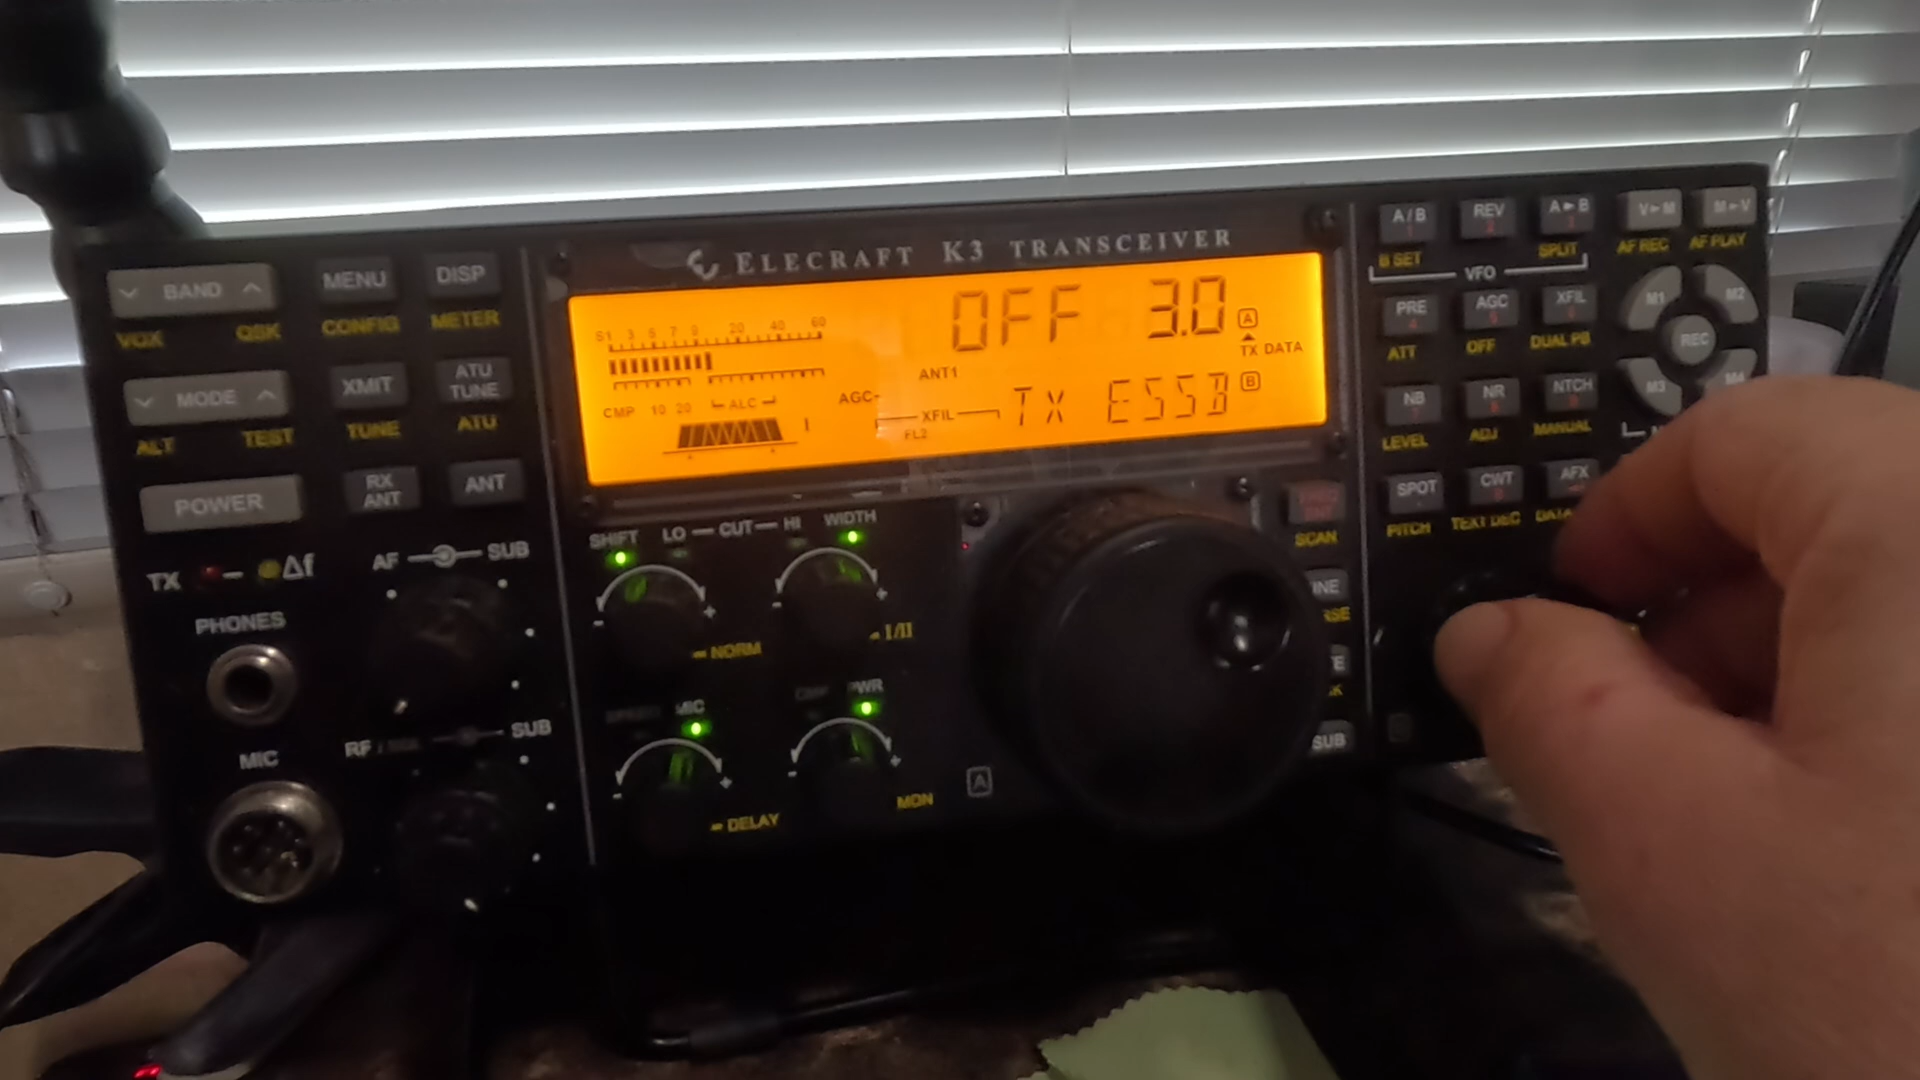 ELECRAFT K3 TRANSCEIVER
BAND
VOX QSK
MENU
CONFIG
DISP
METER
MODE
ALT TEST
XMIT
TUNE
ATU
TUNE
ATU
POWER
RX
ANT
ANT
TX Δf
AF SUB
PHONES
RF SUB
MIC
S1 3 5 7 9 20 40 60
OFF 3.0 A
TX DATA
ANT1
CMP 10 20 ALC
AGC-
XFIL
FL2
TX ESSB B
SHIFT LO CUT HI WIDTH
NORM
I/II
MIC
PWR
DELAY
MON
A
A/B
B SET
REV
A►B
SPLIT
VFO
V►M
AF REC
M►V
AF PLAY
PRE
ATT
AGC
OFF
XFIL
DUAL PB
M1
M2
REC
M3
M4
NB
LEVEL
NR
ADJ
NTCH
MANUAL
SPOT
PITCH
CWT
TEXT DEC
AFX
SCAN
SUB